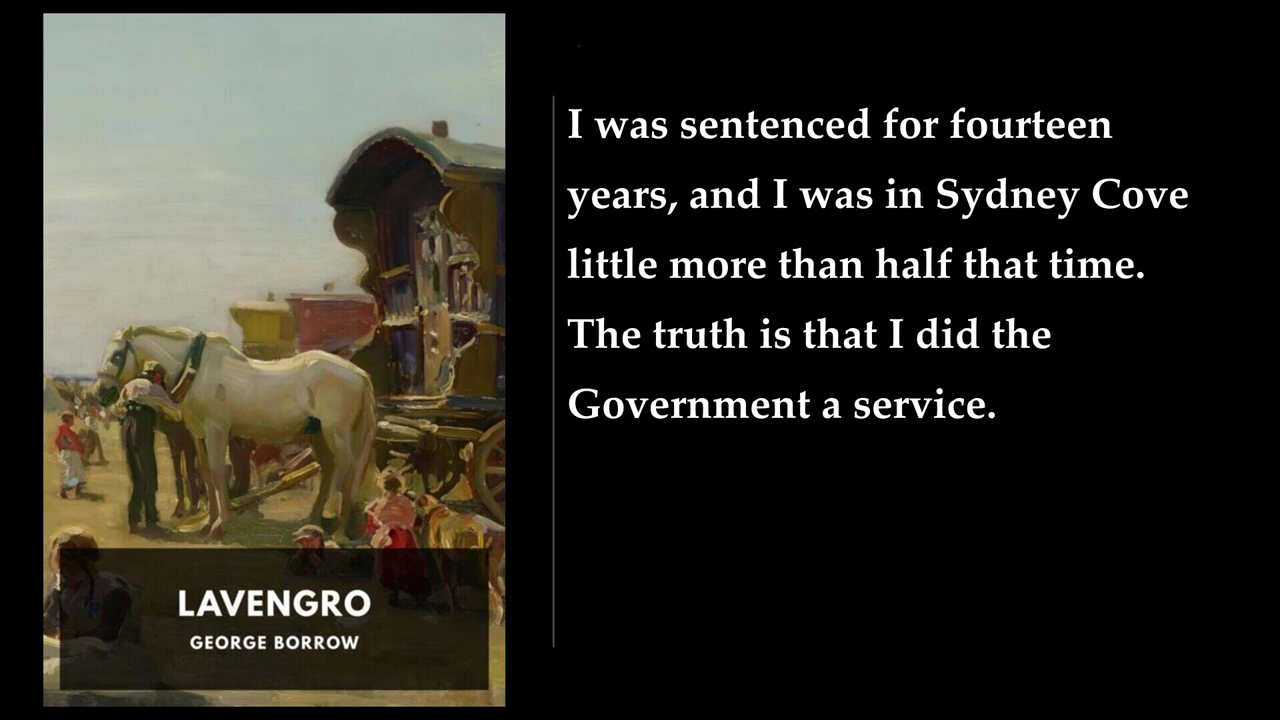 LAVENGRO
GEORGE BORROW
I was sentenced for fourteen
years, and I was in Sydney Cove
little more than half that time.
The truth is that I did the
Government a service.